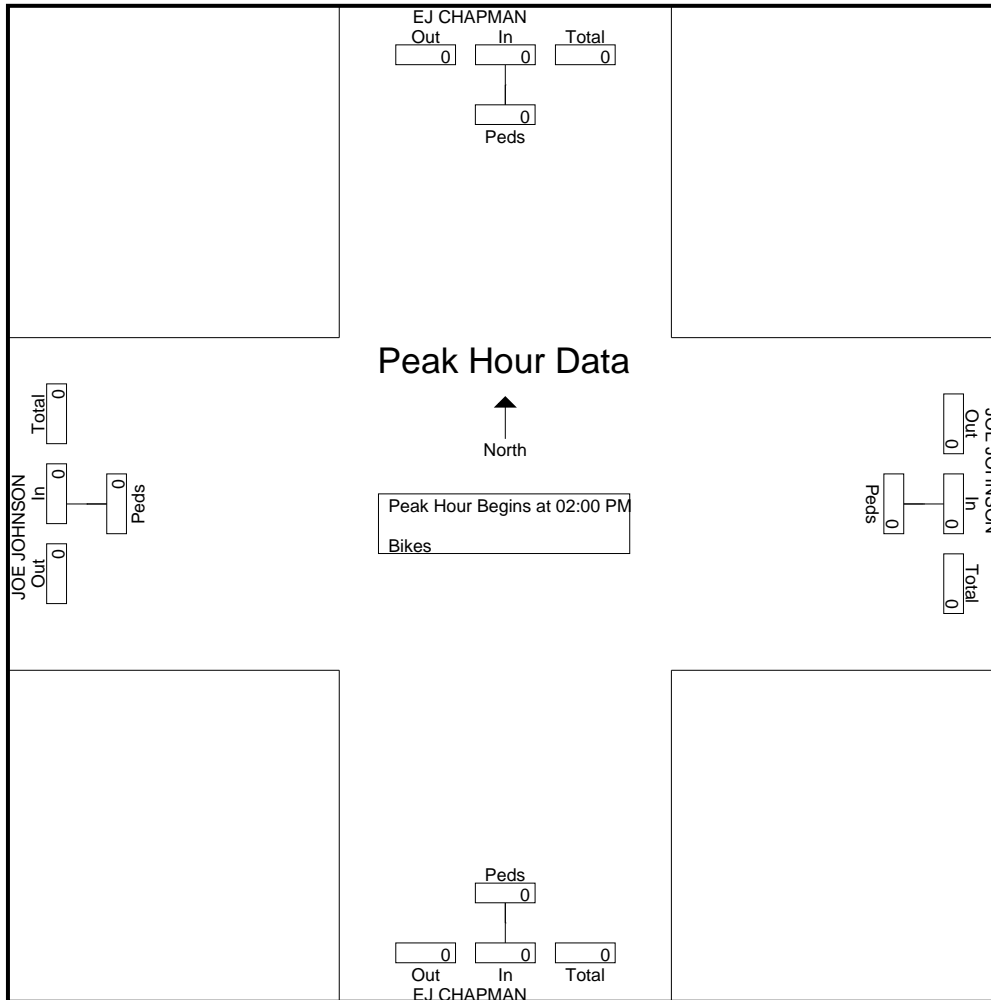 EJ CHAPMAN
Out In Total
0 0 0
0
Peds
Peak Hour Data
North
Peak Hour Begins at 02:00 PM
Bikes
JOE JOHNSON
Out In Total
0 0 0
0
Peds
JOE JOHNSON
Out In Total
0 0 0
0
Peds
Peds
0
0 0 0
Out In Total
EJ CHAPMAN